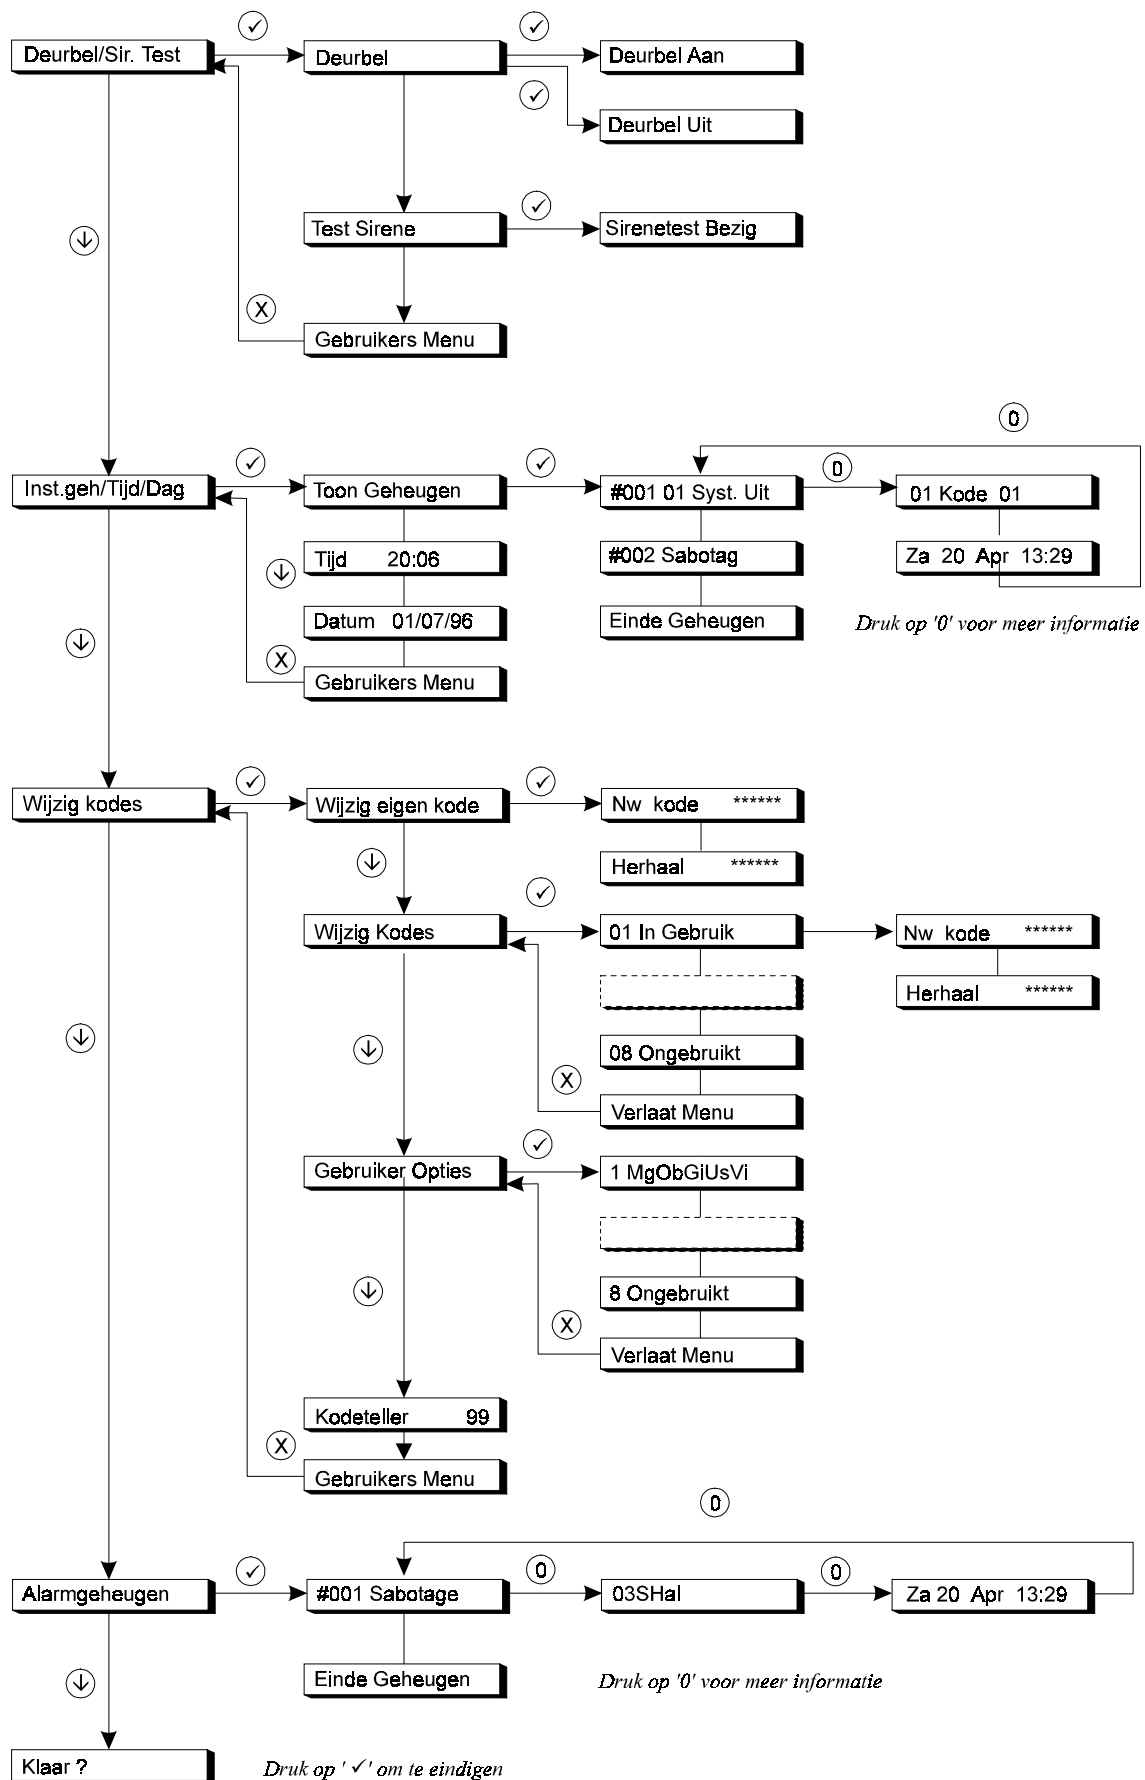 Deurbel/Sir. Test
✓
Deurbel
✓
Deurbel Aan
✓
Deurbel Uit
Test Sirene
✓
Sirenetest Bezig
↓
X
Gebruikers Menu
0
Inst.geh/Tijd/Dag
✓
Toon Geheugen
✓
#001 01 Syst. Uit
0
01 Kode 01
↓
Tijd 20:06
#002 Sabotag
Za 20 Apr 13:29
↓
Datum 01/07/96
Einde Geheugen
Druk op '0' voor meer informatie
X
Gebruikers Menu
Wijzig kodes
✓
Wijzig eigen kode
✓
Nw kode ******
↓
Herhaal ******
Wijzig Kodes
✓
01 In Gebruik
Nw kode ******
Herhaal ******
↓
↓
08 Ongebruikt
X
Verlaat Menu
Gebruiker Opties
✓
1 MgObGiUsVi
↓
8 Ongebruikt
X
Verlaat Menu
Kodeteller 99
X
Gebruikers Menu
0
Alarmgeheugen
✓
#001 Sabotage
0
03SHal
0
Za 20 Apr 13:29
↓
Einde Geheugen
Druk op '0' voor meer informatie
Klaar ?
Druk op ' ✓' om te eindigen